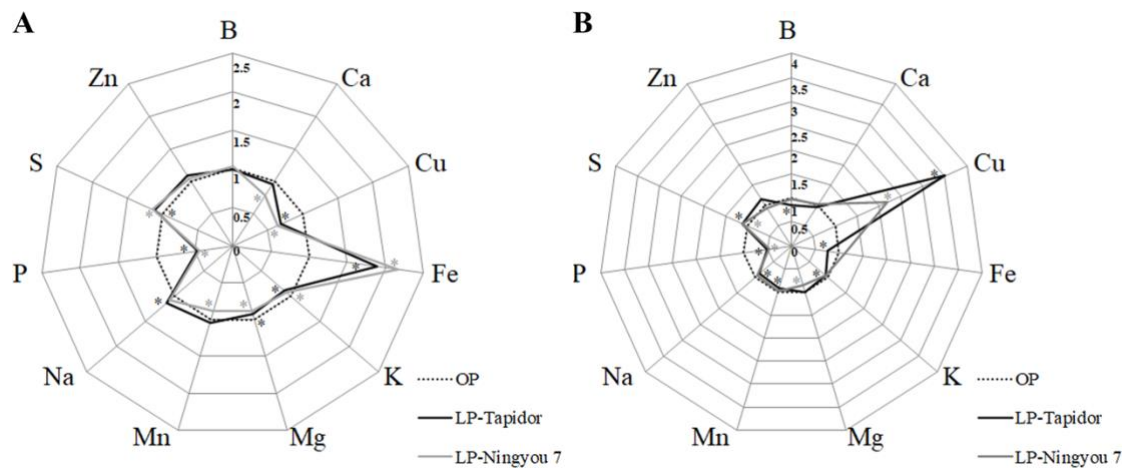 A
B
2.5
2
1.5
1
0.5
0
Ca
Cu
Fe
K
Mg
Mn
Na
P
S
Zn
* * * * * * * * * * * * * *
OP
LP-Tapidor
LP-Ningyou 7
B
B
4
3.5
3
2.5
2
1.5
1
0.5
0
Ca
Cu
Fe
K
Mg
Mn
Na
P
S
Zn
* * * * * * * * * * * *
OP
LP-Tapidor
LP-Ningyou 7